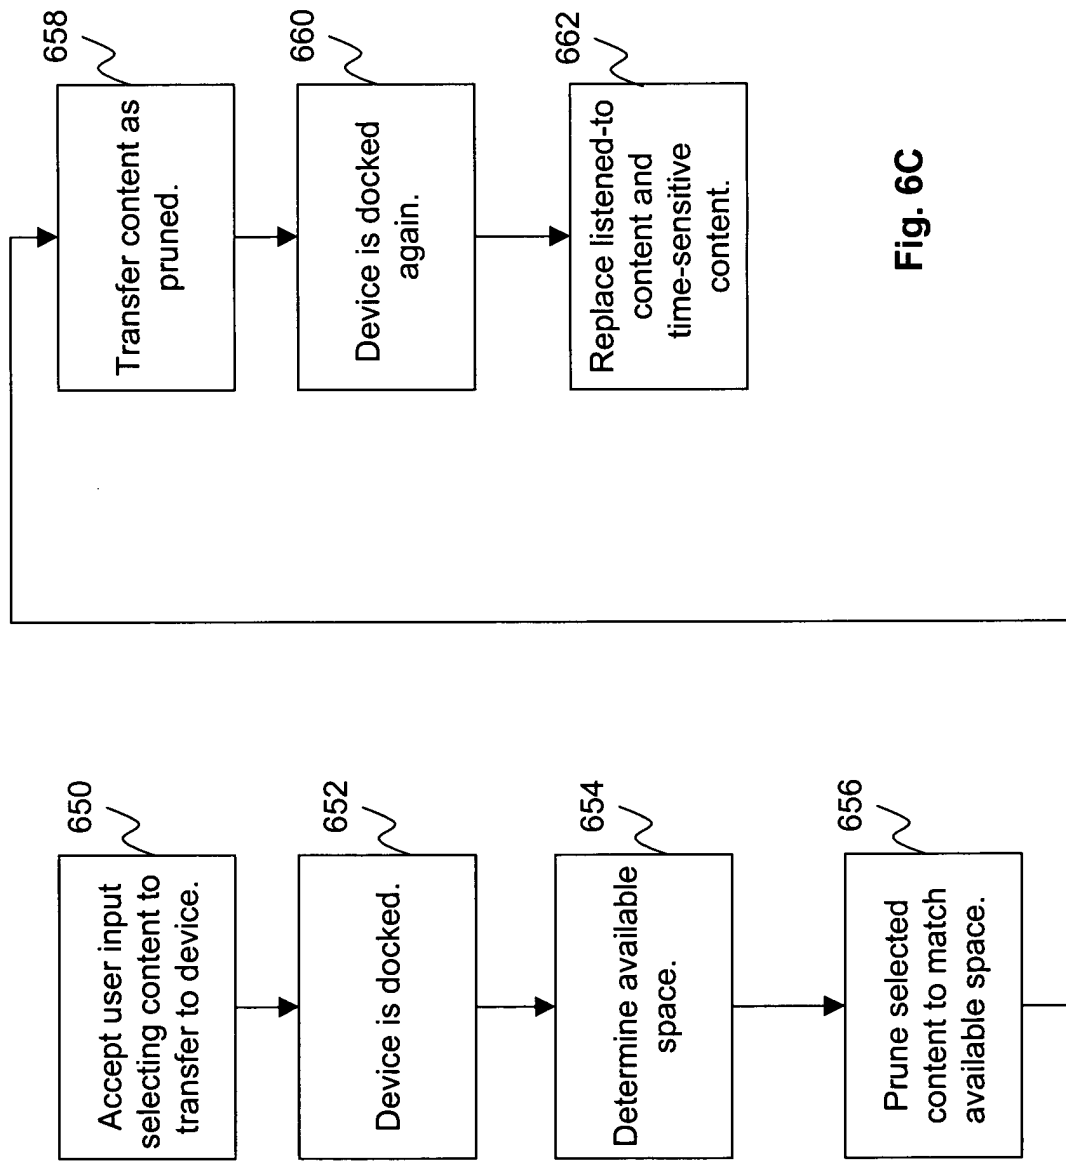 650
Accept user input
selecting content to
transfer to device.
652
Device is docked.
654
Determine available
space.
656
Prune selected
content to match
available space.
658
Transfer content as
pruned.
660
Device is docked
again.
662
Replace listened-to
content and
time-sensitive
content.
Fig. 6C